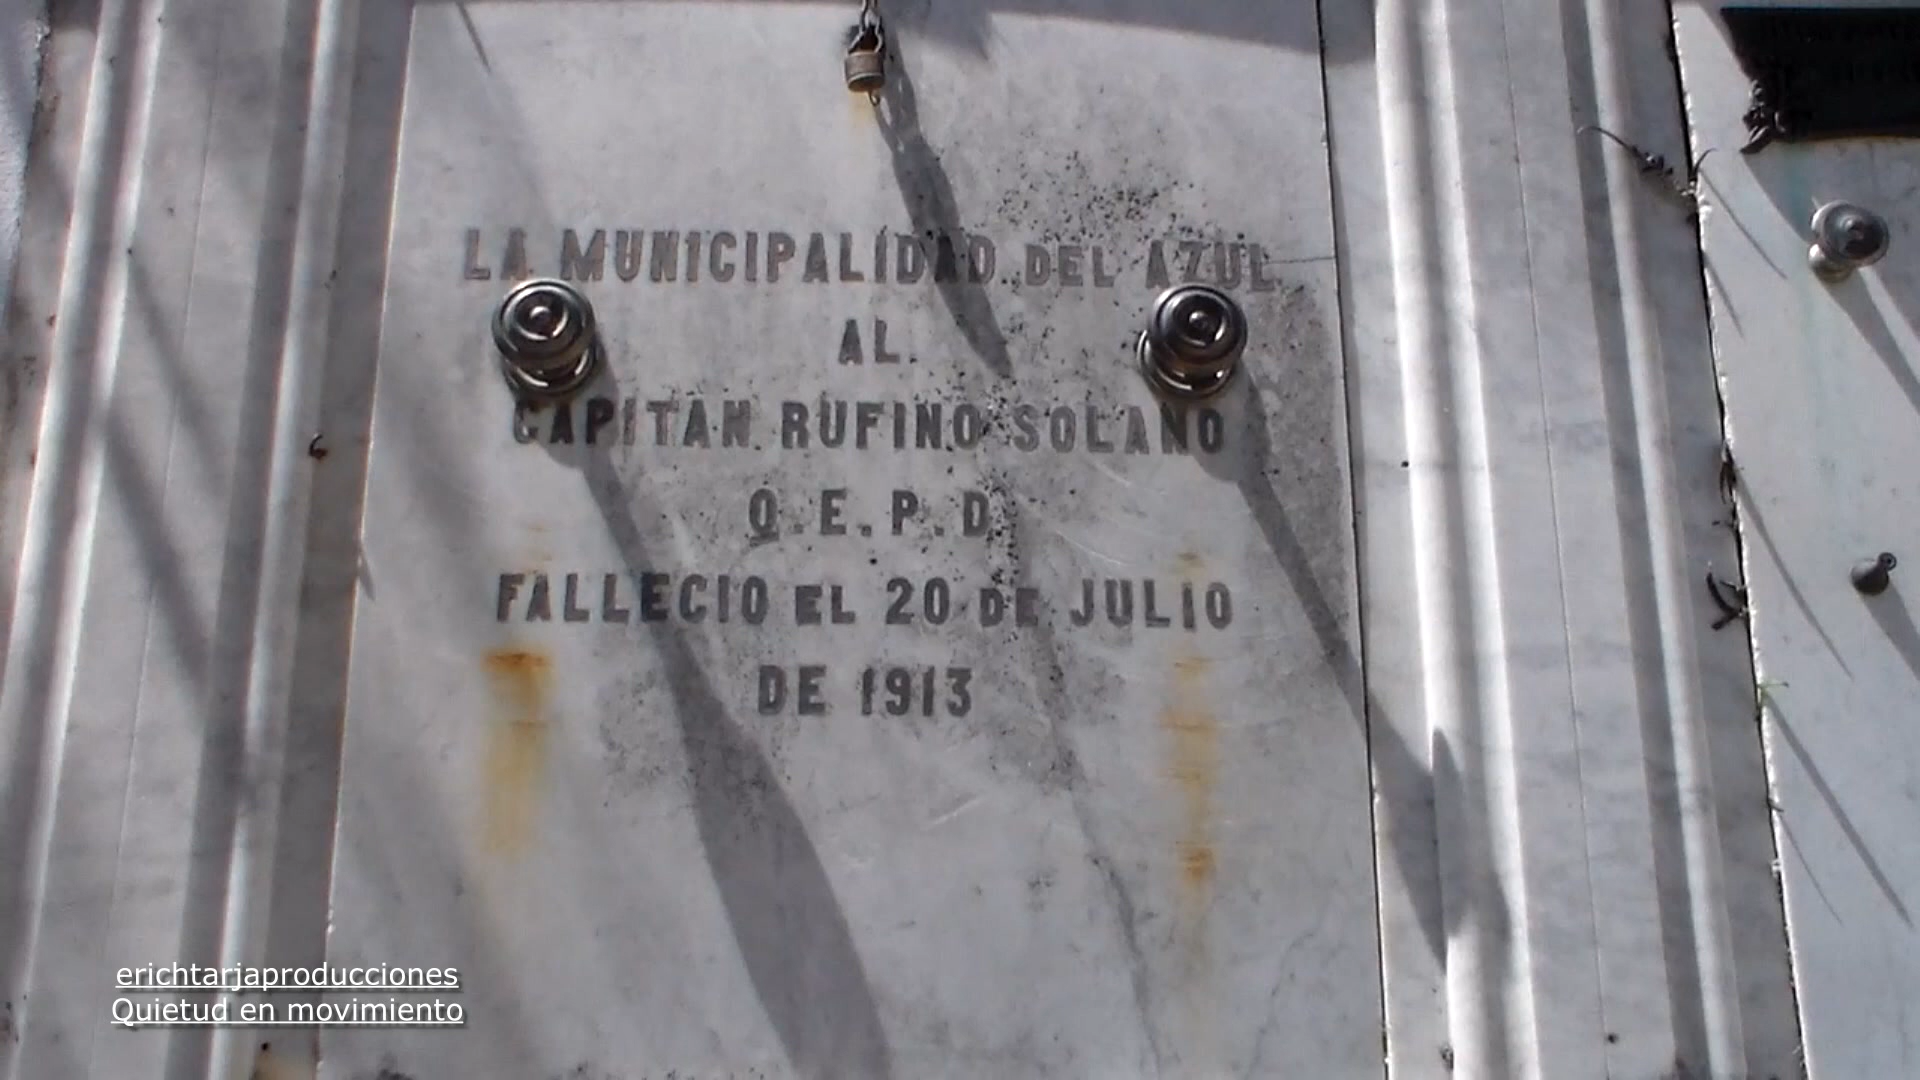 LA MUNICIPALIDAD DEL AZUL
AL
CAPITAN RUFINO SOLANO
Q.E.P.D
FALLECIO EL 20 DE JULIO
DE 1913
erichtarjaproducciones
Quietud en movimiento